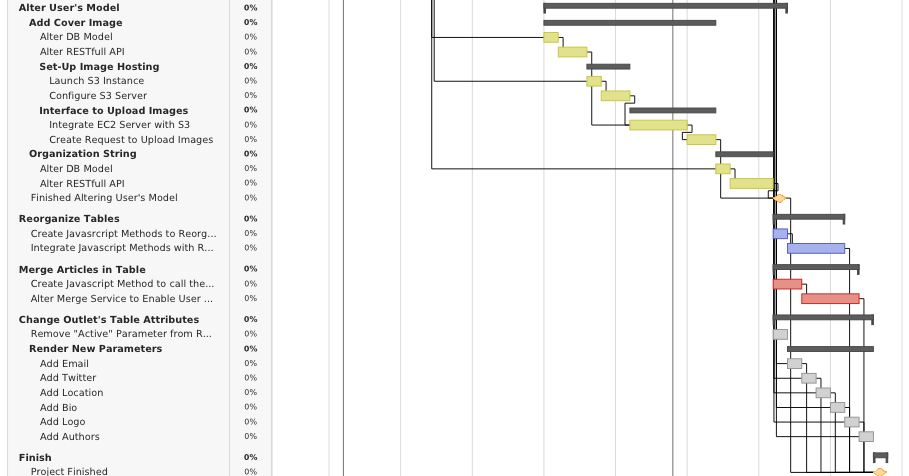 Alter User's Model 0%
Add Cover Image 0%
Alter DB Model 0%
Alter RESTfull API 0%
Set-Up Image Hosting 0%
Launch S3 Instance 0%
Configure S3 Server 0%
Interface to Upload Images 0%
Integrate EC2 Server with S3 0%
Create Request to Upload Images 0%
Organization String 0%
Alter DB Model 0%
Alter RESTfull API 0%
Finished Altering User's Model 0%
Reorganize Tables 0%
Create Javasrcript Methods to Reorg... 0%
Integrate Javascript Methods with R... 0%
Merge Articles in Table 0%
Create Javascript Method to call the... 0%
Alter Merge Service to Enable User ... 0%
Change Outlet's Table Attributes 0%
Remove "Active" Parameter from R... 0%
Render New Parameters 0%
Add Email 0%
Add Twitter 0%
Add Location 0%
Add Bio 0%
Add Logo 0%
Add Authors 0%
Finish 0%
Project Finished 0%